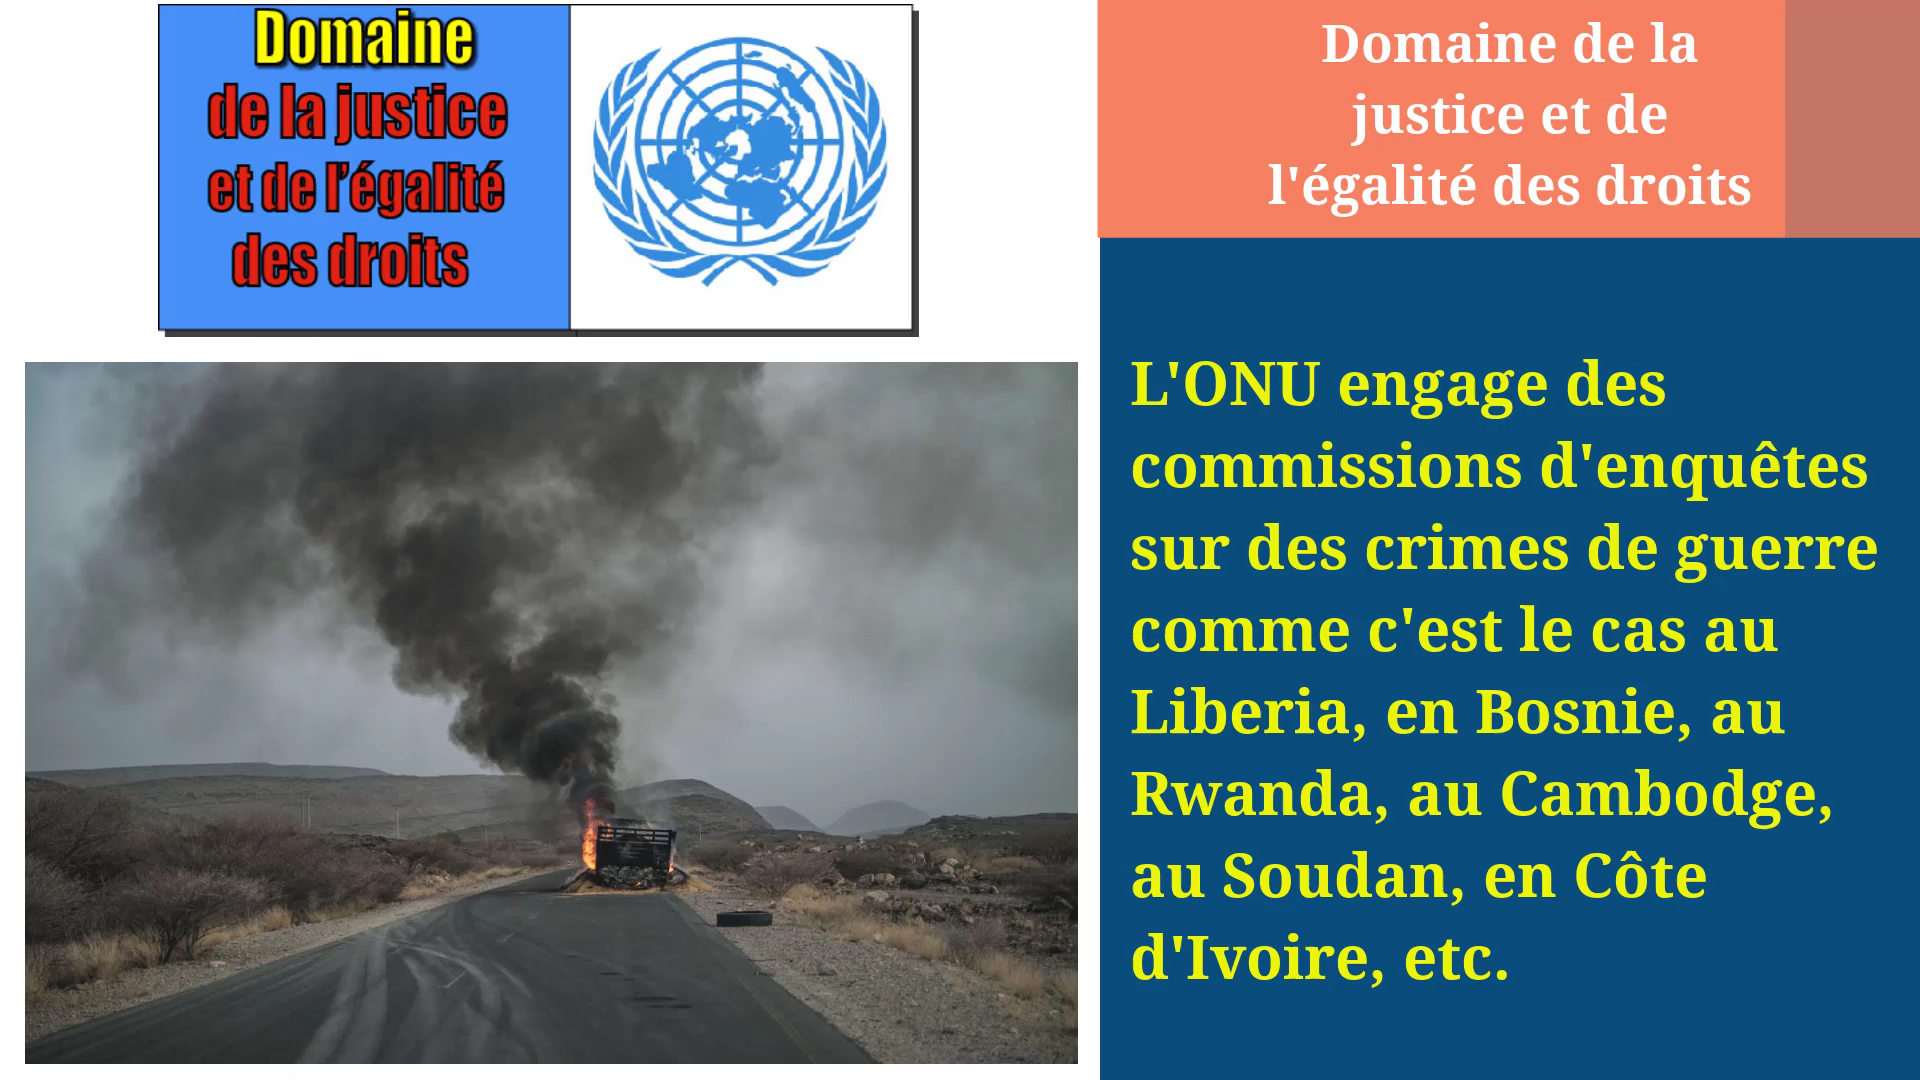 Domaine
de la justice
et de l’égalité
des droits
Domaine de la
justice et de
l'égalité des droits
L'ONU engage des
commissions d'enquêtes
sur des crimes de guerre
comme c'est le cas au
Liberia, en Bosnie, au
Rwanda, au Cambodge,
au Soudan, en Côte
d'Ivoire, etc.